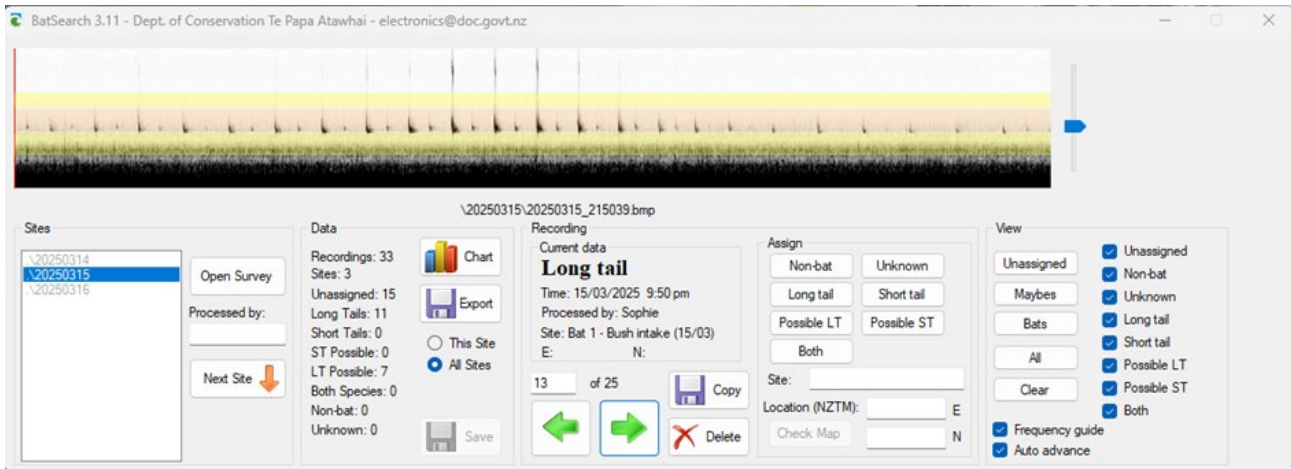 BatSearch 3.11 - Dept. of Conservation Te Papa Atawhai - electronics@doc.govt.nz
\20250315\20250315_215039.bmp
Sites
.\20250314
.\20250315
.\20250316
Open Survey
Processed by:
Next Site
Data
Recordings: 33
Sites: 3
Unassigned: 15
Long Tails: 11
Short Tails: 0
ST Possible: 0
LT Possible: 7
Both Species: 0
Non-bat: 0
Unknown: 0
Chart
Export
This Site
All Sites
Save
Recording
Current data
Long tail
Time: 15/03/2025 9:50 pm
Processed by: Sophie
Site: Bat 1 - Bush intake (15/03)
E: N:
13 of 25
Copy
Delete
Assign
Non-bat Unknown
Long tail Short tail
Possible LT Possible ST
Both
Site:
Location (NZTM): E
Check Map N
View
Unassigned
Maybes
Bats
All
Clear
Unassigned
Non-bat
Unknown
Long tail
Short tail
Possible LT
Possible ST
Both
Frequency guide
Auto advance